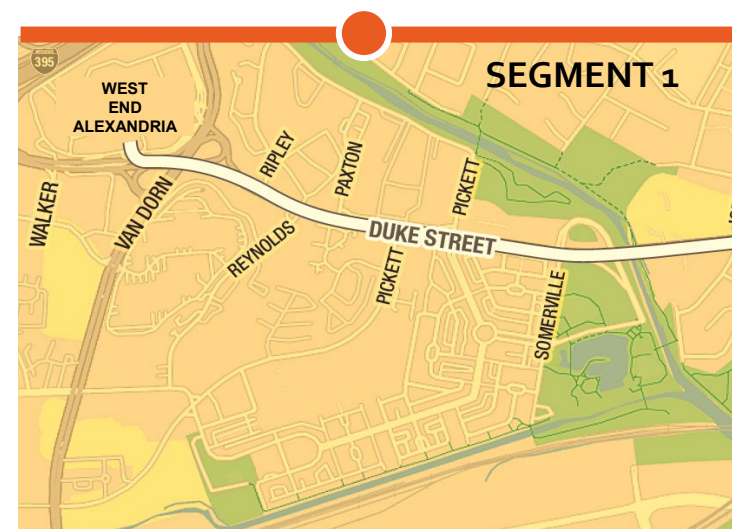 SEGMENT 1
395
WEST
END
ALEXANDRIA
RIPLEY
PAXTON
PICKETT
WALKER
VAN DORN
REYNOLDS
DUKE STREET
PICKETT
SOMERVILLE